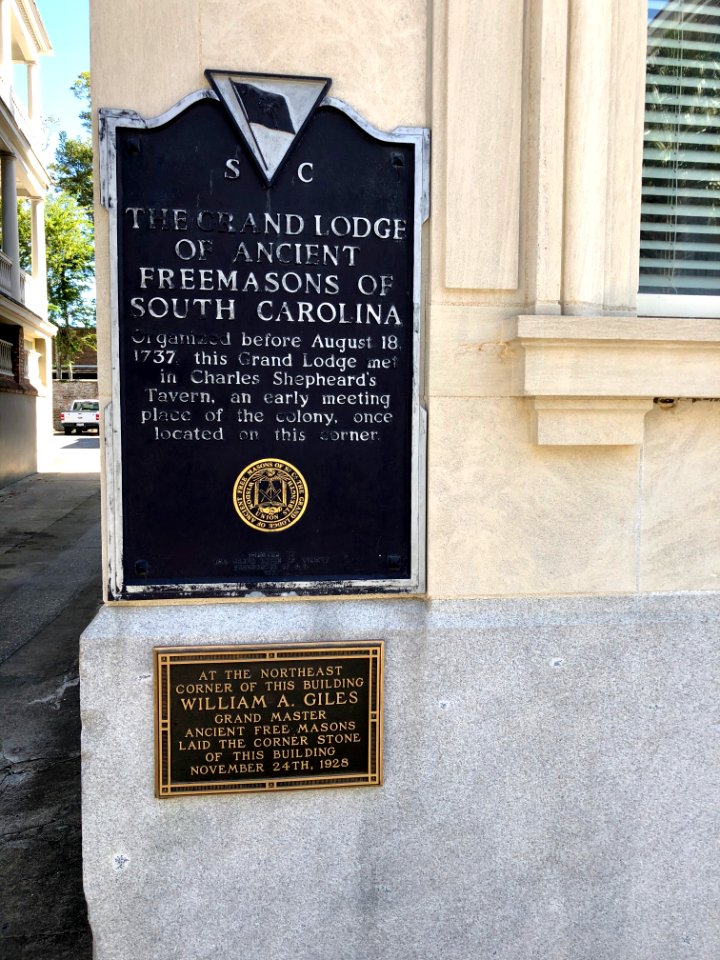 S C
THE GRAND LODGE
OF ANCIENT
FREEMASONS OF
SOUTH CAROLINA
Organized before August 18,
1737, this Grand Lodge met
in Charles Shepheard's
Tavern, an early meeting
place of the colony, once
located on this corner.
UNION
AT THE NORTHEAST
CORNER OF THIS BUILDING
WILLIAM A. GILES
GRAND MASTER
ANCIENT FREE MASONS
LAID THE CORNER STONE
OF THIS BUILDING
NOVEMBER 24TH, 1928